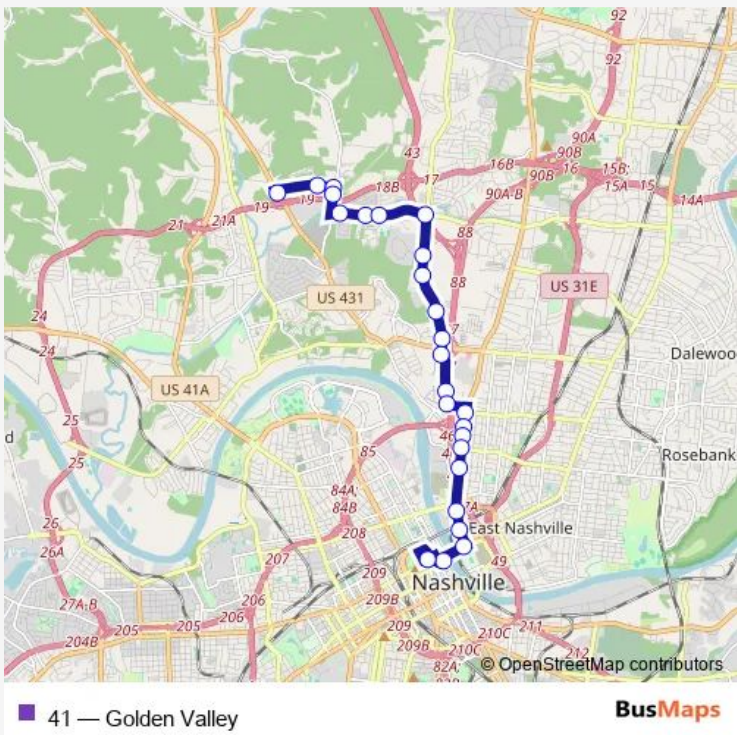 92
92
43
90A
90B
16B
90B
16
15B;
15A
15
14A
18B
17
90A-B
19
19
21
21A
88
US 431
88
US 31E
24
24
Dalewoo
US 41A
25
85
d
25
84A;
84B
Rosebank
26
208
East Nashville
26A
207
49
209
Nashville
27A-B
206
209B
204B
205
205
206
209
210C
211
209B
210C
212
82A;
© OpenStreetMap contributors
41 — Golden Valley
BusMaps